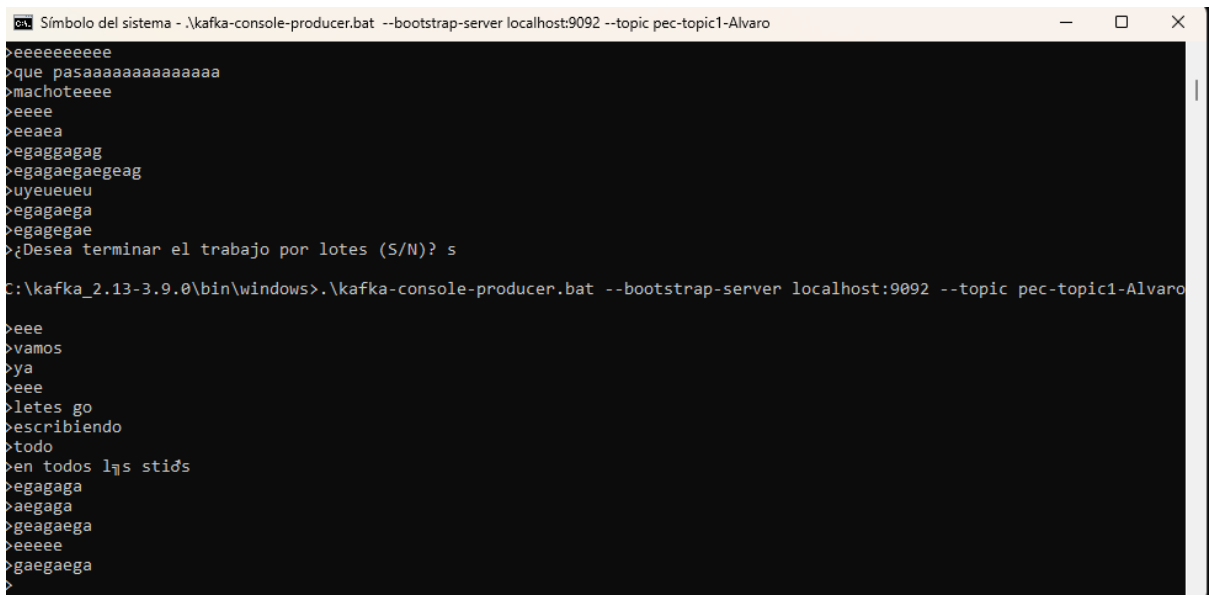 Símbolo del sistema - .\kafka-console-producer.bat --bootstrap-server localhost:9092 --topic pec-topic1-Alvaro
>eeeeeeeeee
>que pasaaaaaaaaaaaaaaa
>machoteeee
>eeee
>eeaea
>egaggagag
>egagaegaegeag
>uyeueueu
>egagaega
>egagegae
>¿Desea terminar el trabajo por lotes (S/N)? s
C:\kafka_2.13-3.9.0\bin\windows>.\kafka-console-producer.bat --bootstrap-server localhost:9092 --topic pec-topic1-Alvaro
>eee
>vamos
>ya
>eee
>letes go
>escribiendo
>todo
>en todos l╗s stiđs
>egagaga
>aegaga
>geagaega
>eeeee
>gaegaega
>